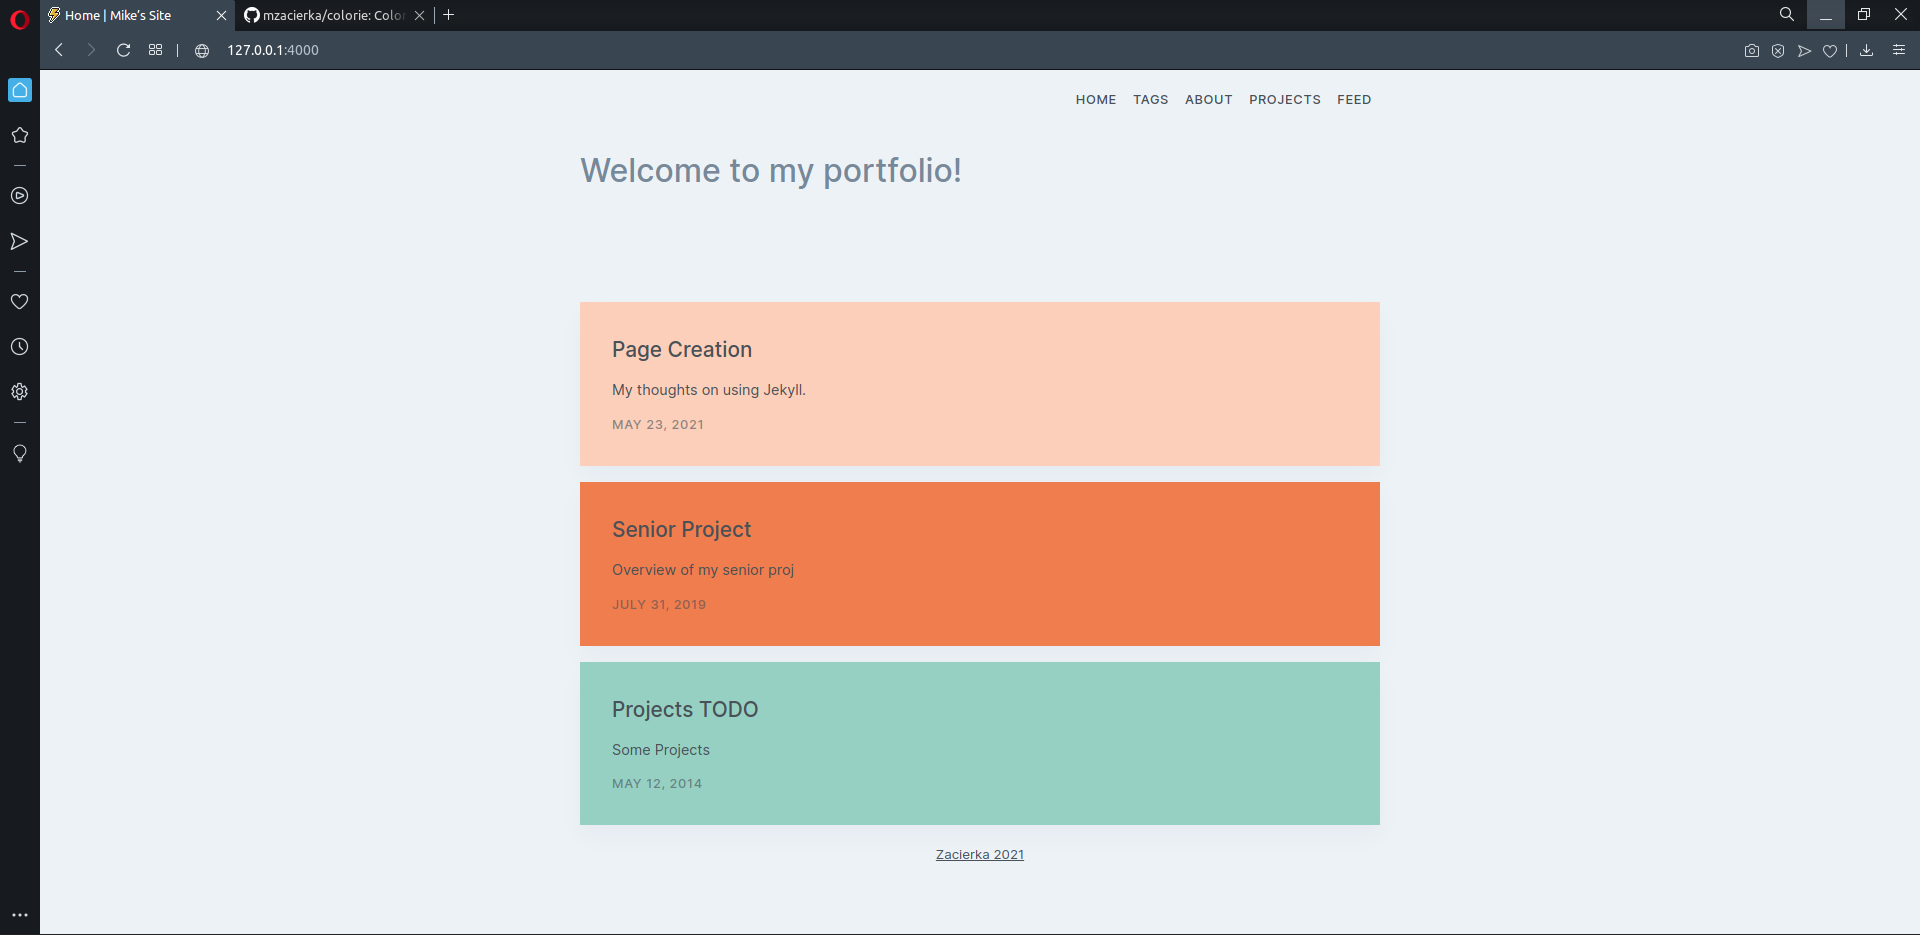 Home | Mike's Site
mzacierka/colorie: Color
127.0.0.1:4000
HOME TAGS ABOUT PROJECTS FEED
Welcome to my portfolio!
Page Creation
My thoughts on using Jekyll.
MAY 23, 2021
Senior Project
Overview of my senior proj
JULY 31, 2019
Projects TODO
Some Projects
MAY 12, 2014
Zacierka 2021